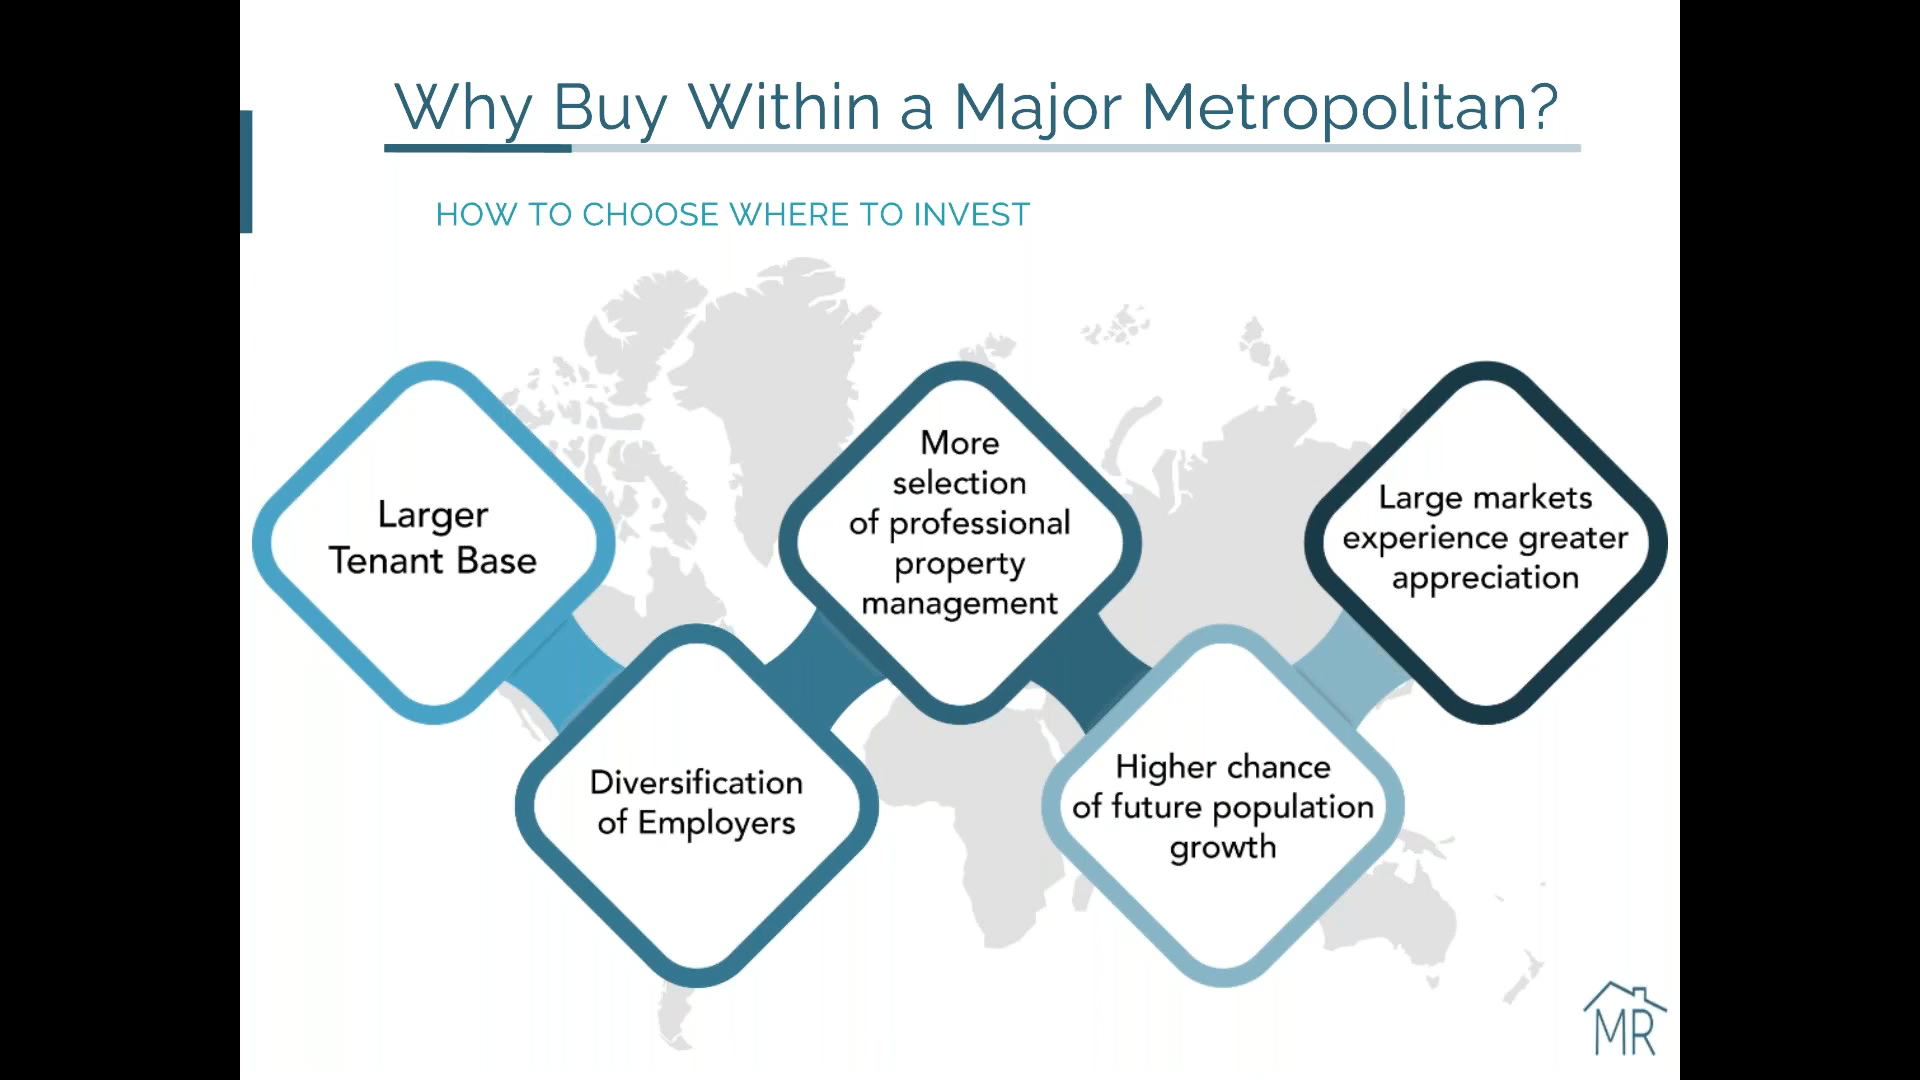 Why Buy Within a Major Metropolitan?
HOW TO CHOOSE WHERE TO INVEST
Larger
Tenant Base
Diversification
of Employers
More
selection
of professional
property
management
Higher chance
of future population
growth
Large markets
experience greater
appreciation
MR